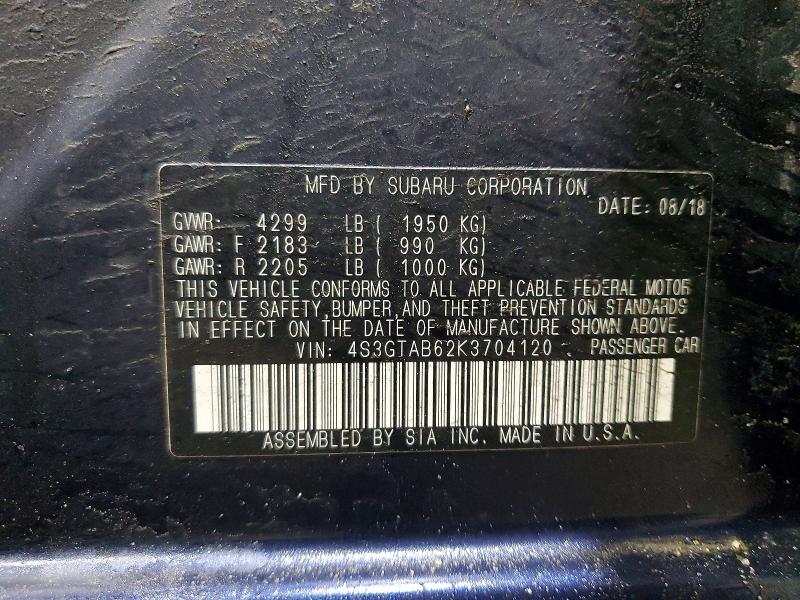 MFD BY SUBARU CORPORATION
DATE: 08/18
GVWR: 4299 LB ( 1950 KG)
GAWR: F 2183 LB ( 990 KG)
GAWR: R 2205 LB ( 1000 KG)
THIS VEHICLE CONFORMS TO ALL APPLICABLE FEDERAL MOTOR
VEHICLE SAFETY, BUMPER, AND THEFT PREVENTION STANDARDS
IN EFFECT ON THE DATE OF MANUFACTURE SHOWN ABOVE.
VIN: 4S3GTAB62K3704120 PASSENGER CAR
ASSEMBLED BY SIA INC. MADE IN U.S.A.